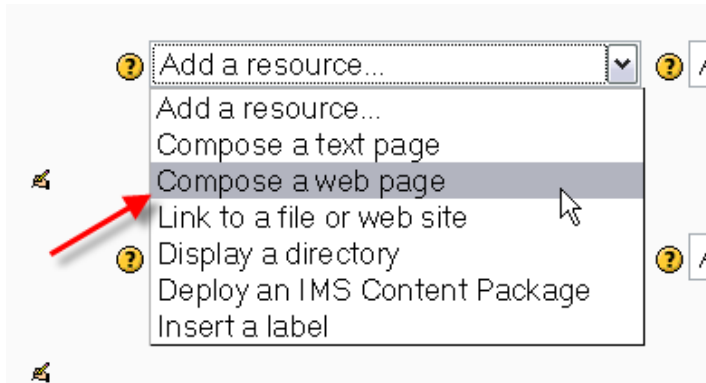 Add a resource...
Add a resource...
Compose a text page
Compose a web page
Link to a file or web site
Display a directory
Deploy an IMS Content Package
Insert a label